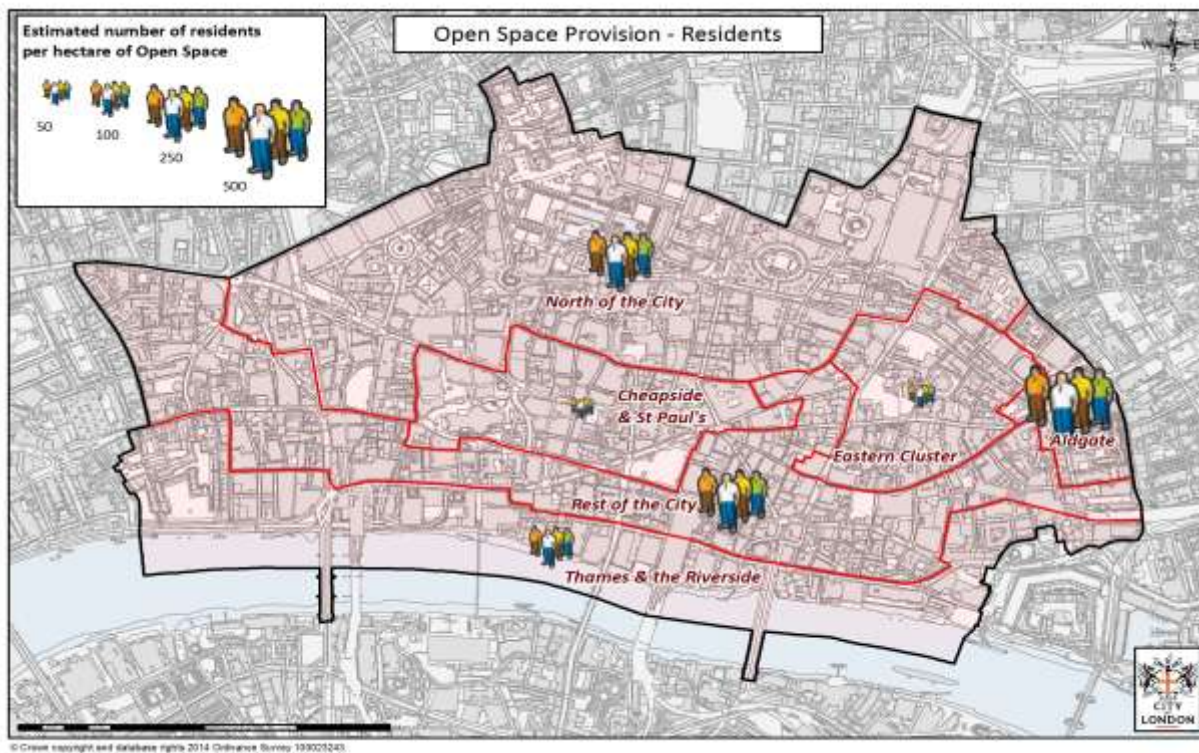 Estimated number of residents
per hectare of Open Space
50
100
250
500
Open Space Provision - Residents
N
W
E
S
North of the City
Cheapside
& St Paul's
Eastern Cluster
Aldgate
Rest of the City
Thames & the Riverside
CITY
LONDON
© Crown copyright and database rights 2014 Ordnance Survey 100023243